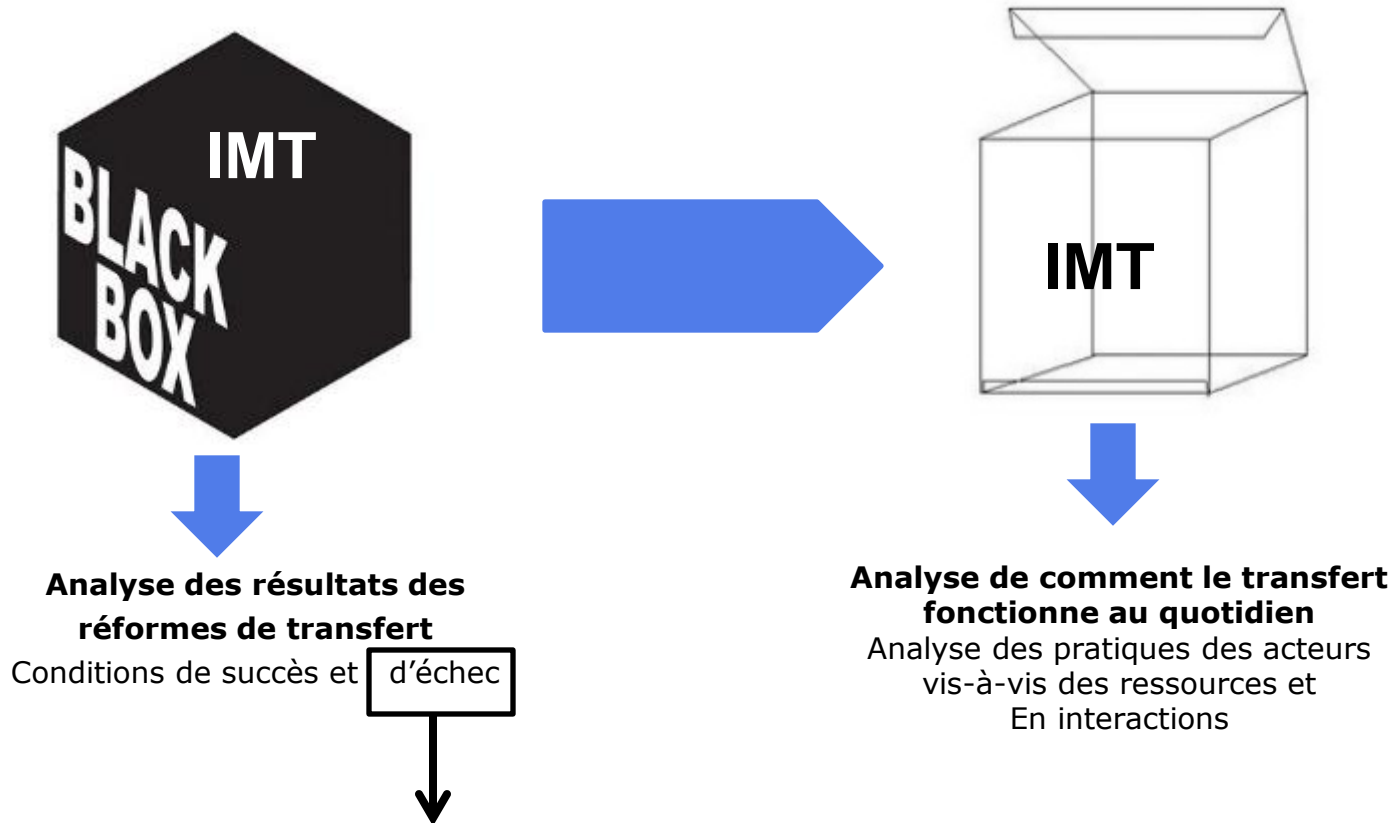 IMT
BLACK
BOX
IMT
Analyse des résultats des
réformes de transfert
Conditions de succès et d’échec
Analyse de comment le transfert
fonctionne au quotidien
Analyse des pratiques des acteurs
vis-à-vis des ressources et
En interactions